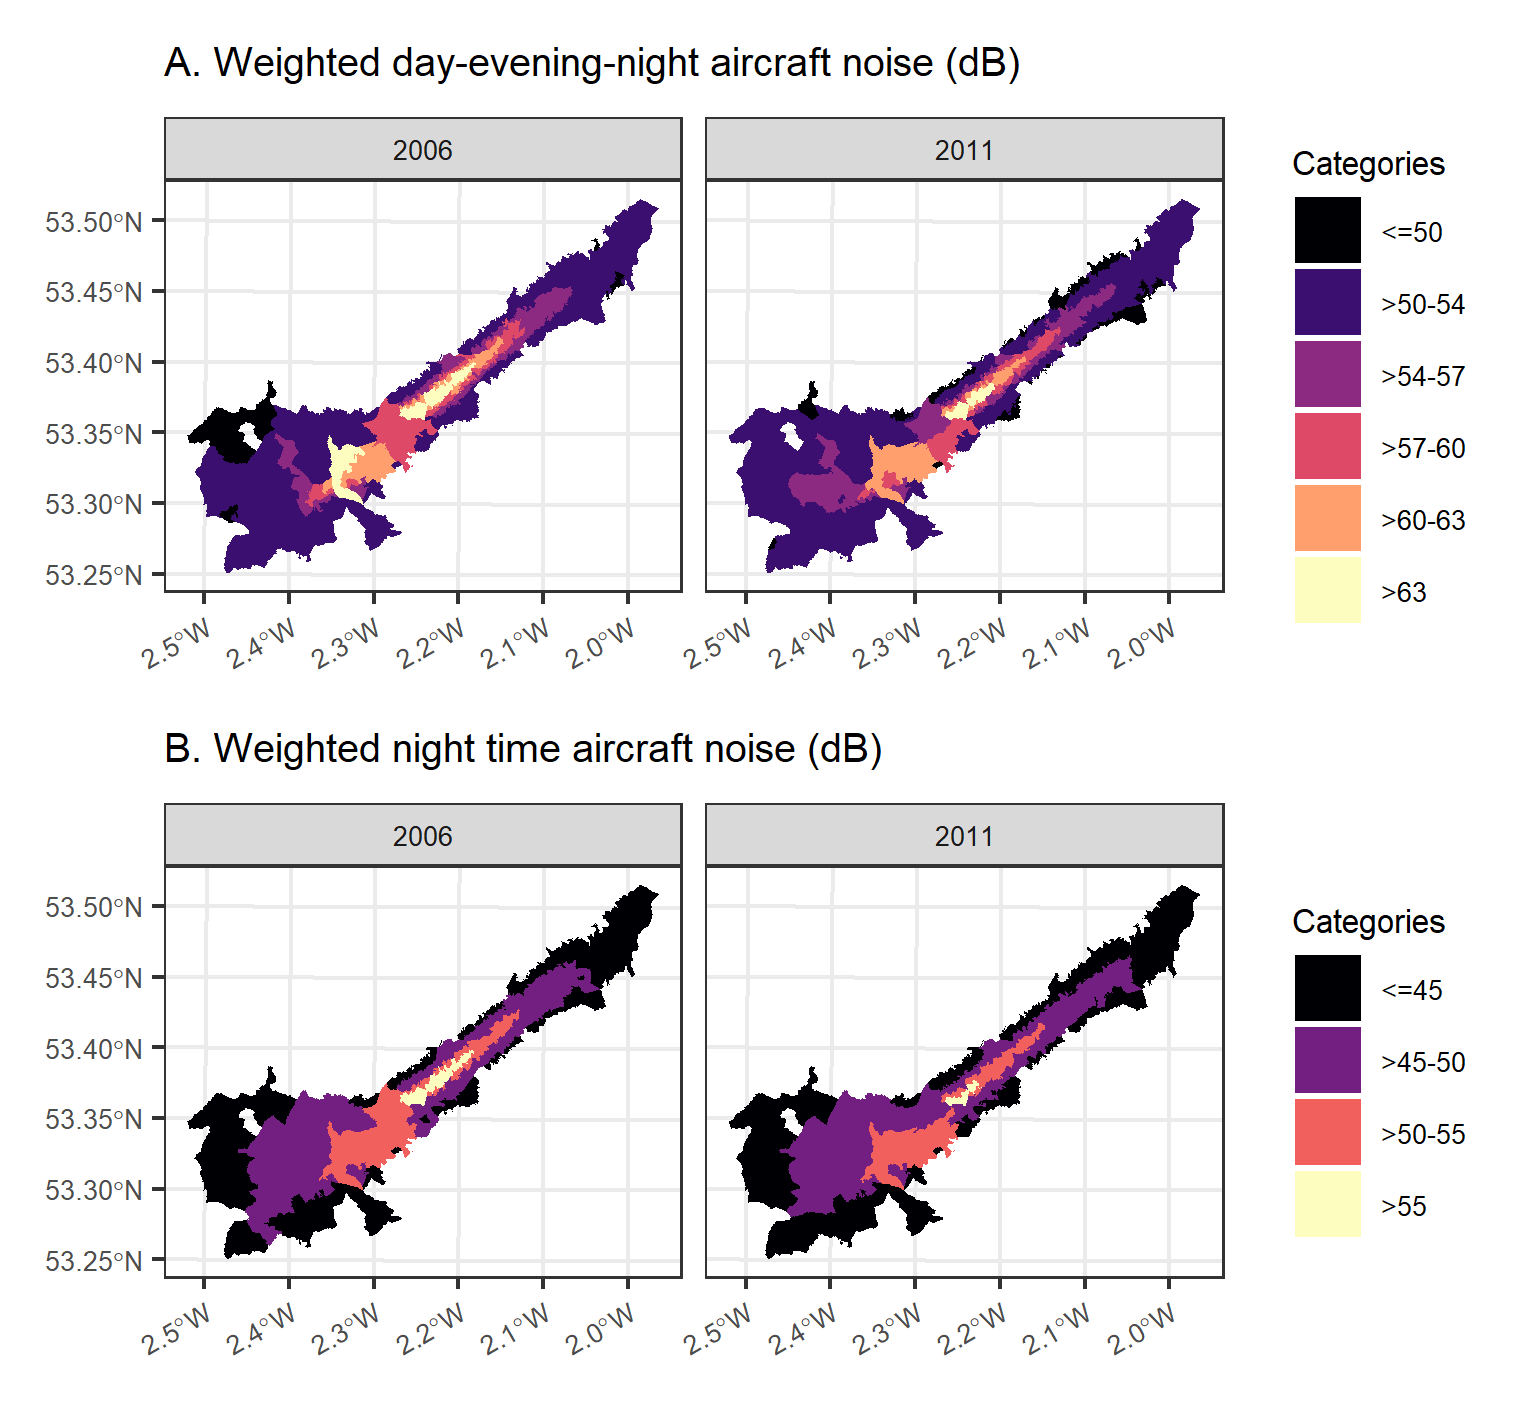 A. Weighted day-evening-night aircraft noise (dB)
2006
2011
53.50°N
53.45°N
53.40°N
53.35°N
53.30°N
53.25°N
2.5°W
2.4°W
2.3°W
2.2°W
2.1°W
2.0°W
2.5°W
2.4°W
2.3°W
2.2°W
2.1°W
2.0°W
Categories
<=50
>50-54
>54-57
>57-60
>60-63
>63
B. Weighted night time aircraft noise (dB)
2006
2011
53.50°N
53.45°N
53.40°N
53.35°N
53.30°N
53.25°N
2.5°W
2.4°W
2.3°W
2.2°W
2.1°W
2.0°W
2.5°W
2.4°W
2.3°W
2.2°W
2.1°W
2.0°W
Categories
<=45
>45-50
>50-55
>55